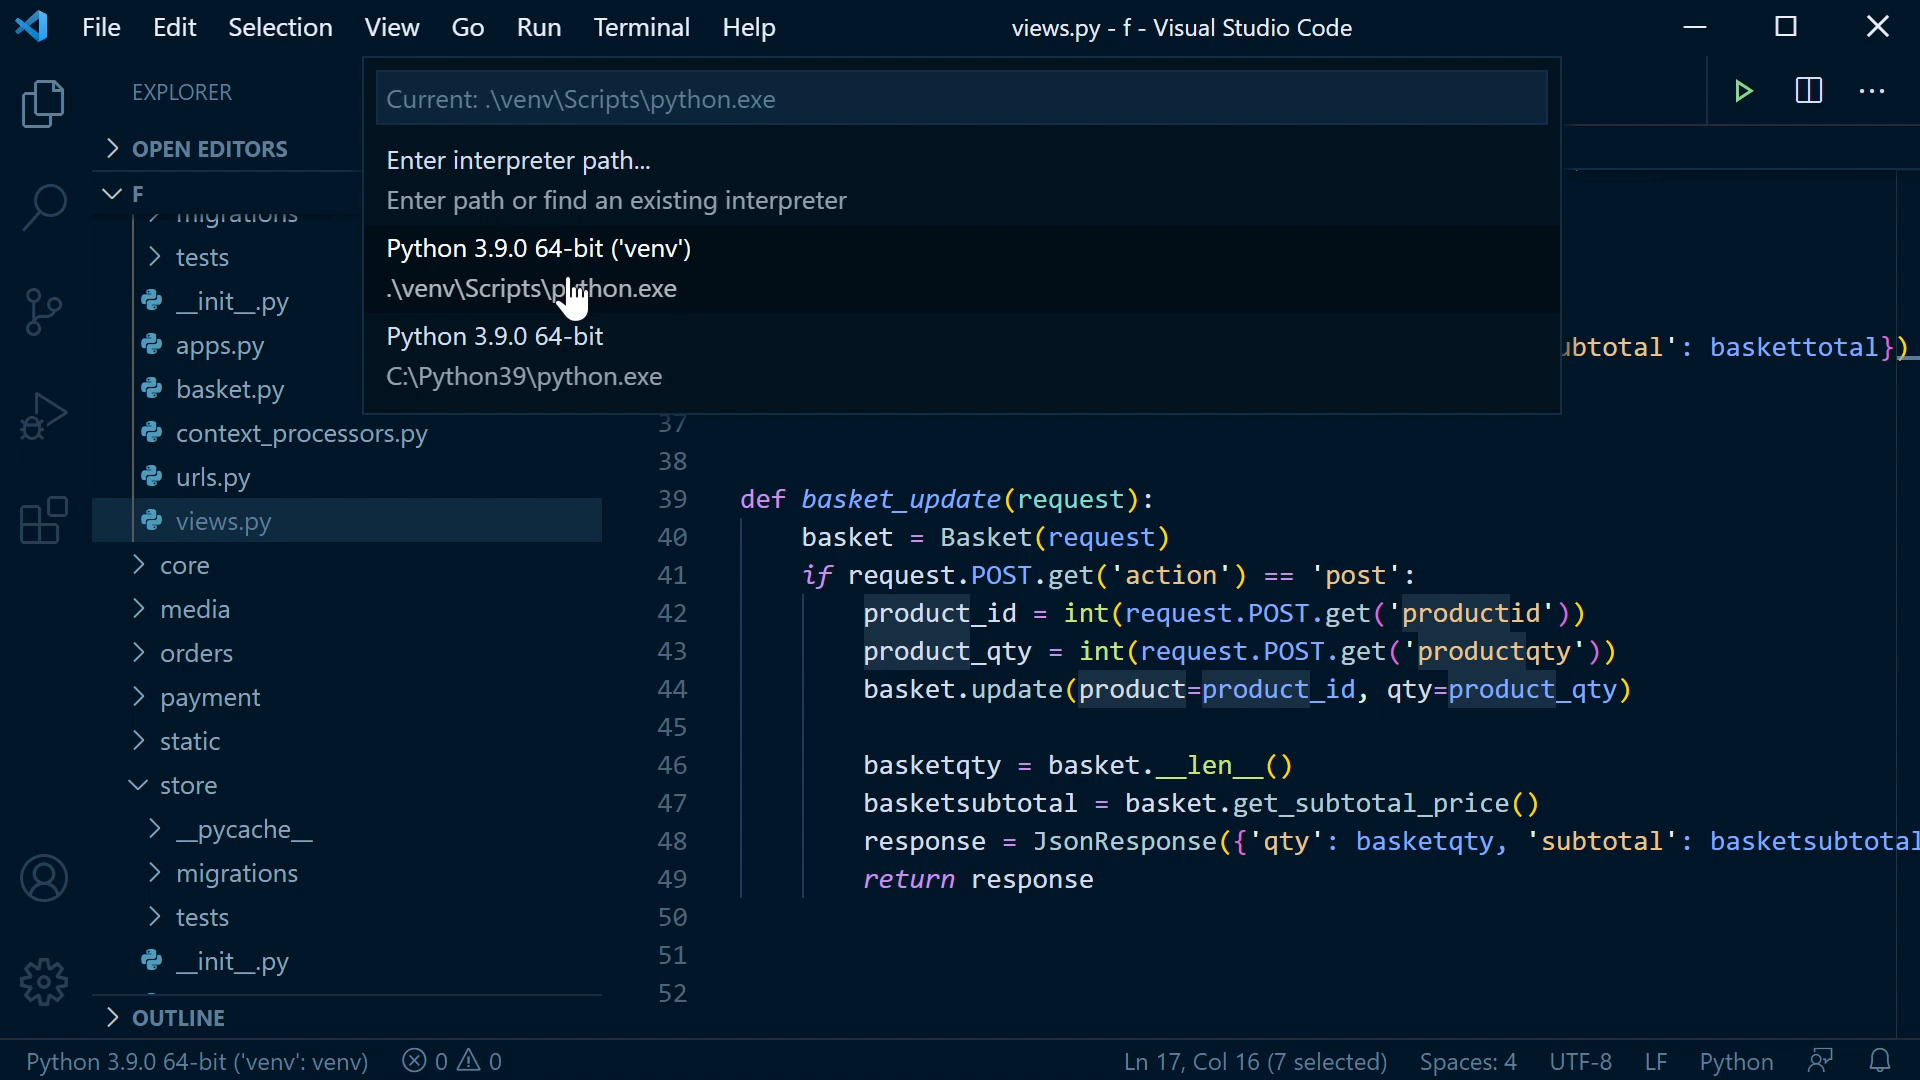 File Edit Selection View Go Run Terminal Help
views.py - f - Visual Studio Code
EXPLORER
OPEN EDITORS
F
migrations
tests
__init__.py
apps.py
basket.py
context_processors.py
urls.py
views.py
core
media
orders
payment
static
store
__pycache__
migrations
tests
__init__.py
OUTLINE
Current: .\venv\Scripts\python.exe
Enter interpreter path...
Enter path or find an existing interpreter
Python 3.9.0 64-bit ('venv')
.\venv\Scripts\python.exe
Python 3.9.0 64-bit
C:\Python39\python.exe
ubtotal': baskettotal})
37
38
39 def basket_update(request):
40 basket = Basket(request)
41 if request.POST.get('action') == 'post':
42 product_id = int(request.POST.get('productid'))
43 product_qty = int(request.POST.get('productqty'))
44 basket.update(product=product_id, qty=product_qty)
45
46 basketqty = basket.__len__()
47 basketsubtotal = basket.get_subtotal_price()
48 response = JsonResponse({'qty': basketqty, 'subtotal': basketsubtotal
49 return response
50
51
52
Python 3.9.0 64-bit ('venv': venv) 0 0 Ln 17, Col 16 (7 selected) Spaces: 4 UTF-8 LF Python